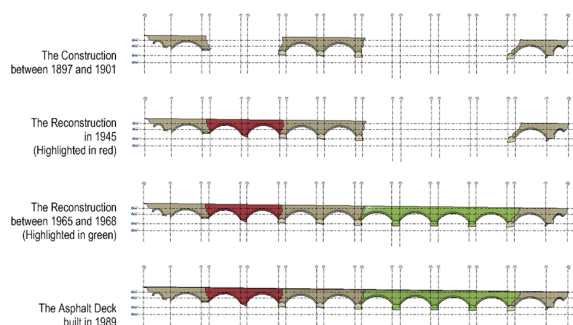 The Construction
between 1897 and 1901
The Reconstruction
in 1945
(Highlighted in red)
The Reconstruction
between 1965 and 1968
(Highlighted in green)
The Asphalt Deck
built in 1989